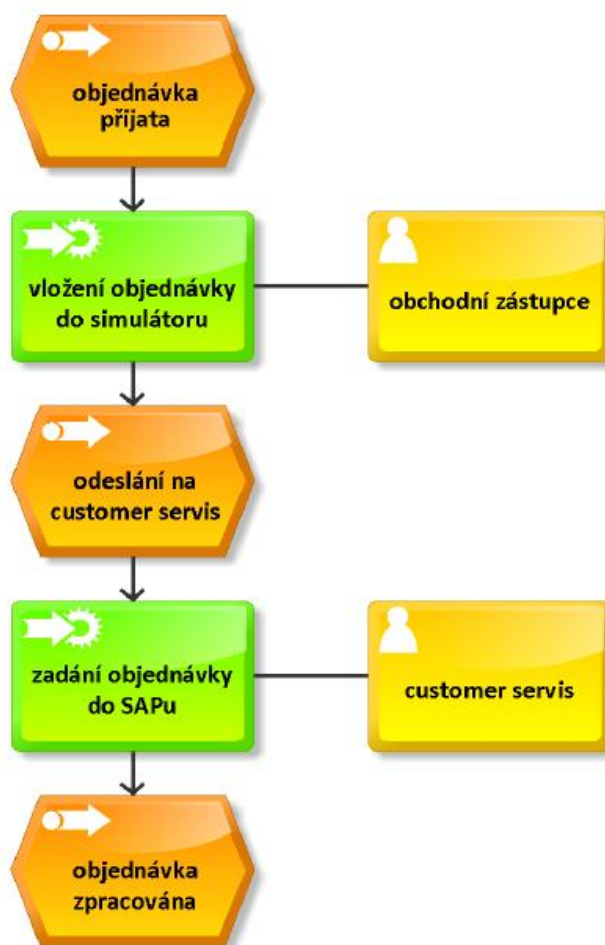 objednávka
přijata
vložení objednávky
do simulátoru
obchodní zástupce
odeslání na
customer servis
zadání objednávky
do SAPu
customer servis
objednávka
zpracována